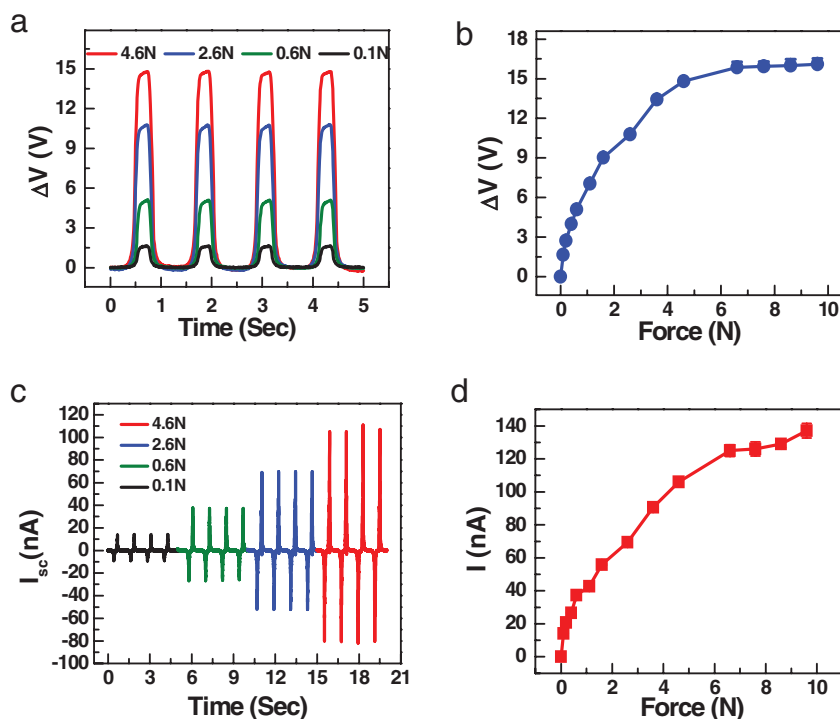 a
4.6N 2.6N 0.6N 0.1N
15
12
9
6
3
0
ΔV (V)
0 1 2 3 4 5
Time (Sec)
b
18
15
12
9
6
3
0
ΔV (V)
0 2 4 6 8 10
Force (N)
c
120
100
80
60
40
20
0
-20
-40
-60
-80
-100
4.6N
2.6N
0.6N
0.1N
Isc(nA)
0 3 6 9 12 15 18 21
Time (Sec)
d
140
120
100
80
60
40
20
0
I (nA)
0 2 4 6 8 10
Force (N)